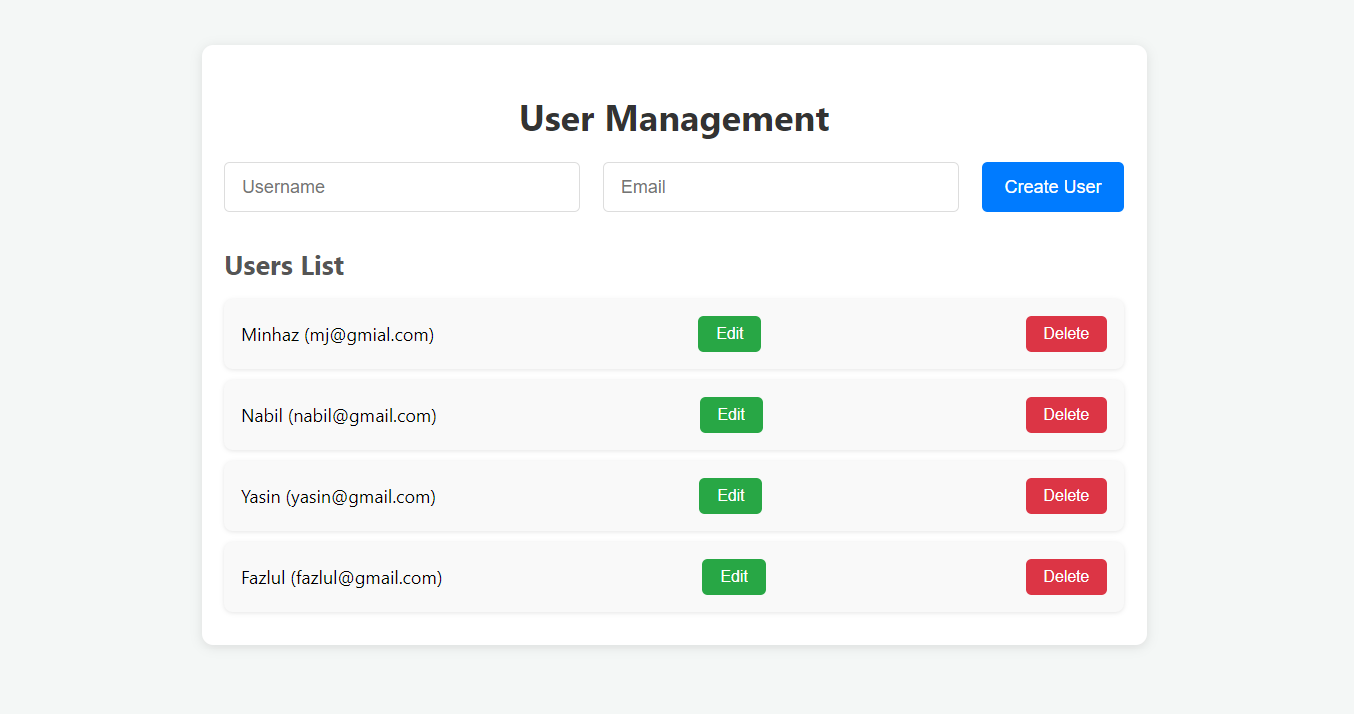 User Management
Username Email Create User
Users List
Minhaz (mj@gmial.com) Edit Delete
Nabil (nabil@gmail.com) Edit Delete
Yasin (yasin@gmail.com) Edit Delete
Fazlul (fazlul@gmail.com) Edit Delete